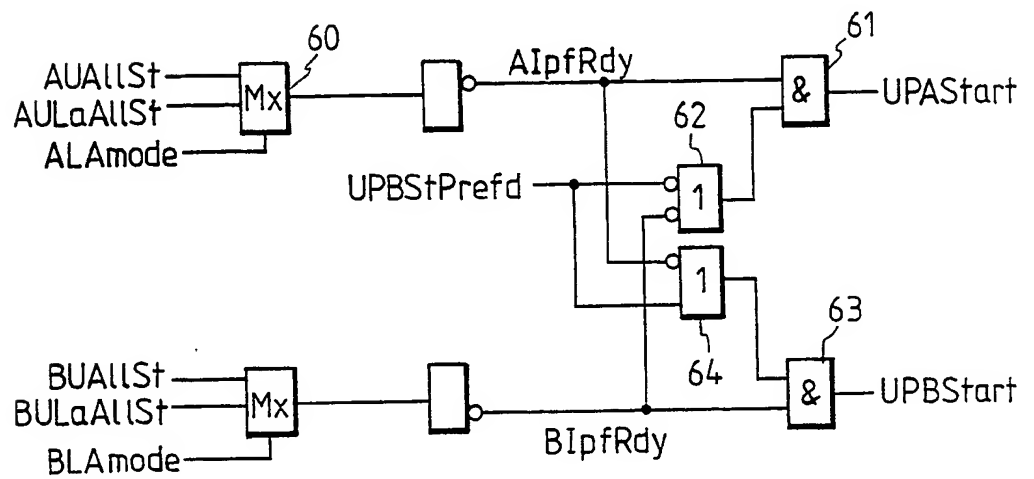 60
61
AUAllSt
AULaAllSt
ALAmode
Mx
AIpfRdy
&
UPAStart
62
UPBStPrefd
1
1
64
63
BUAllSt
BULaAllSt
BLAmode
Mx
BIpfRdy
&
UPBStart